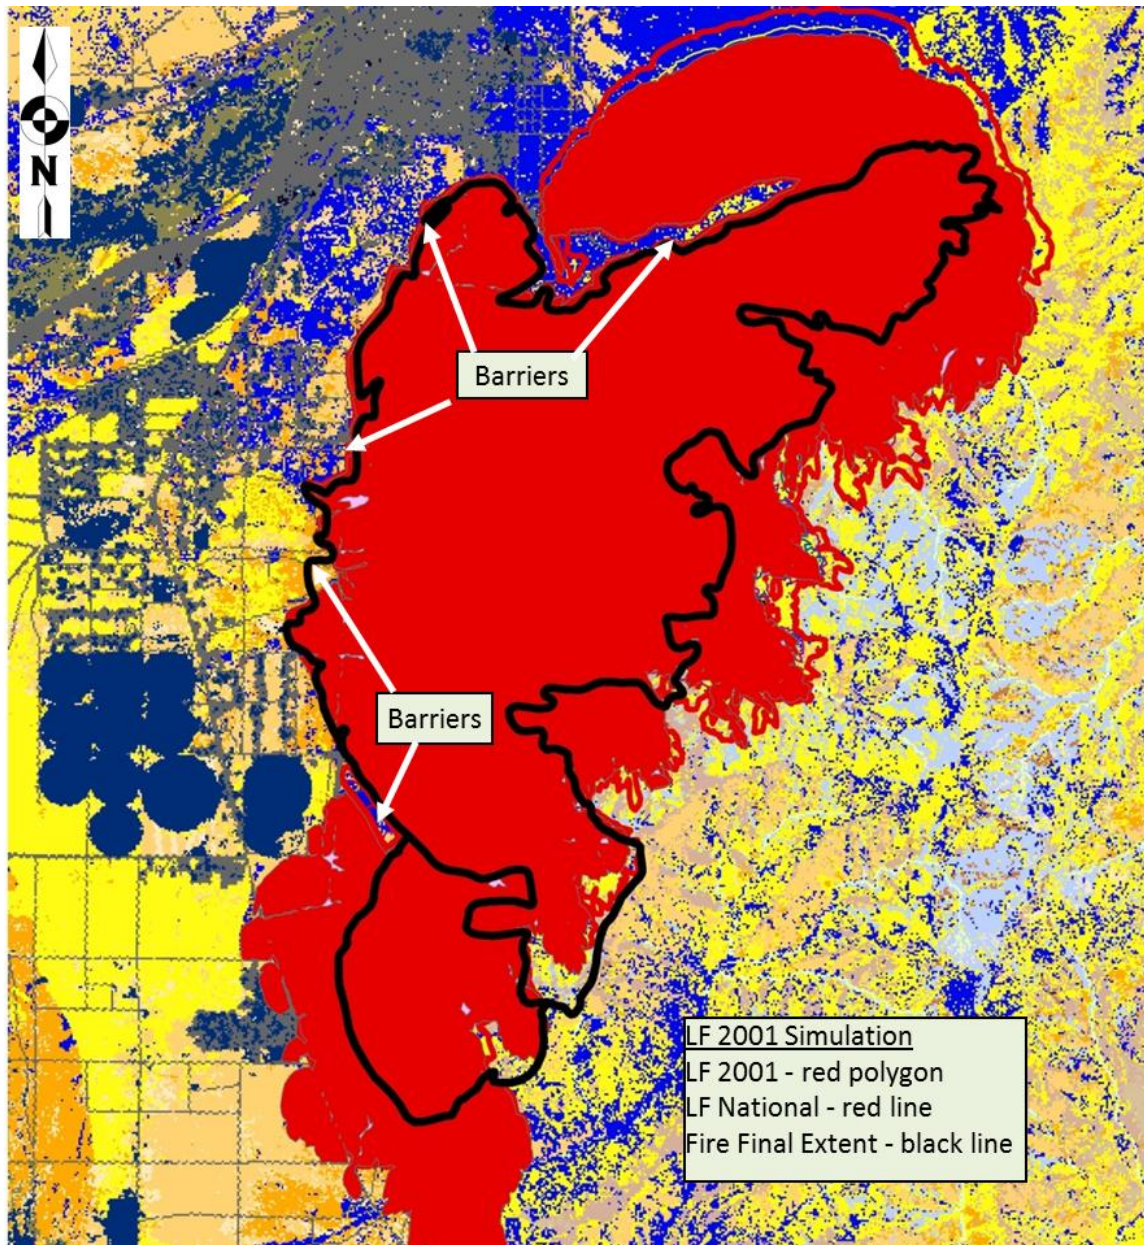 N
Barriers
Barriers
LF 2001 Simulation
LF 2001 - red polygon
LF National - red line
Fire Final Extent - black line